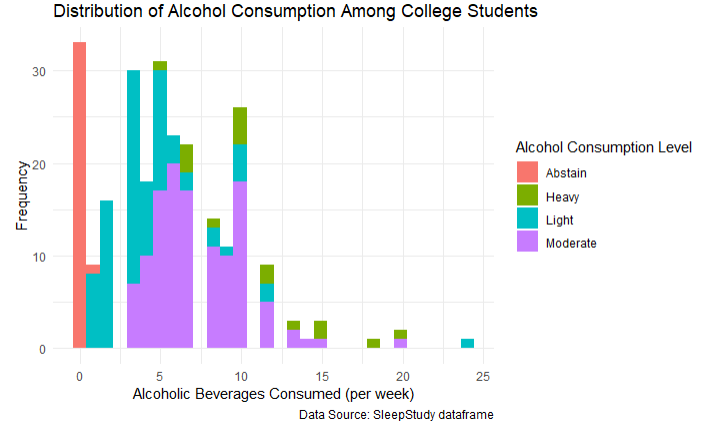 Distribution of Alcohol Consumption Among College Students
Frequency
30
20
10
0
0 5 10 15 20 25
Alcoholic Beverages Consumed (per week)
Data Source: SleepStudy dataframe
Alcohol Consumption Level
Abstain
Heavy
Light
Moderate